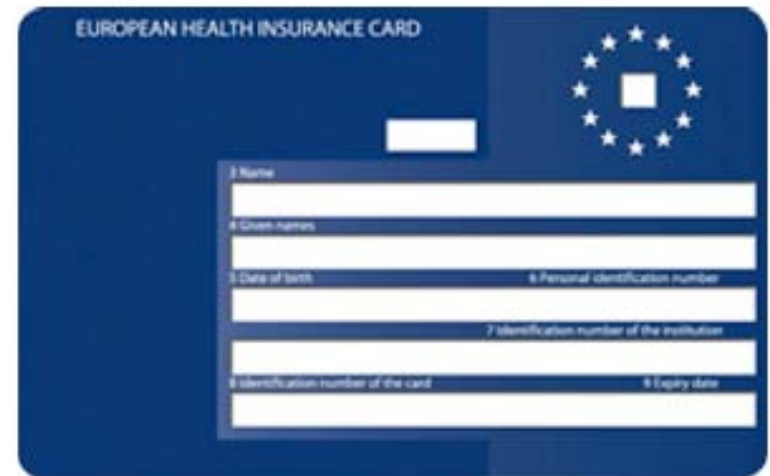 EUROPEAN HEALTH INSURANCE CARD
3 Name
4 Given names
5 Date of birth 6 Personal identification number
7 Identification number of the institution
8 Identification number of the card 9 Expiry date